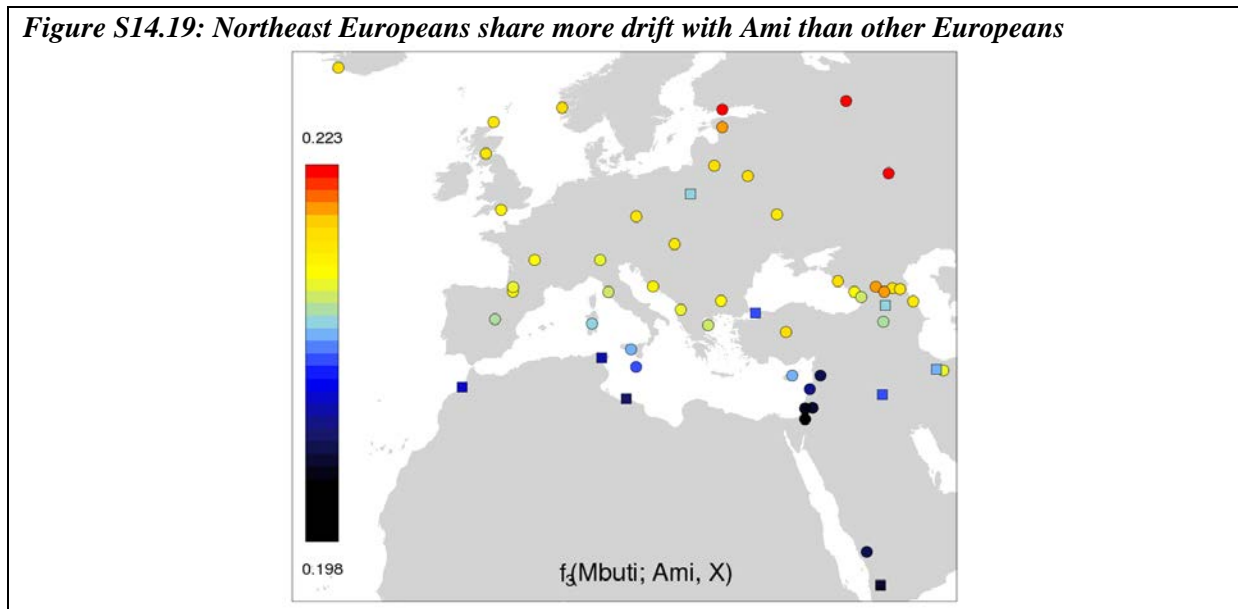 Figure S14.19: Northeast Europeans share more drift with Ami than other Europeans
0.223
0.198
f3(Mbuti; Ami, X)